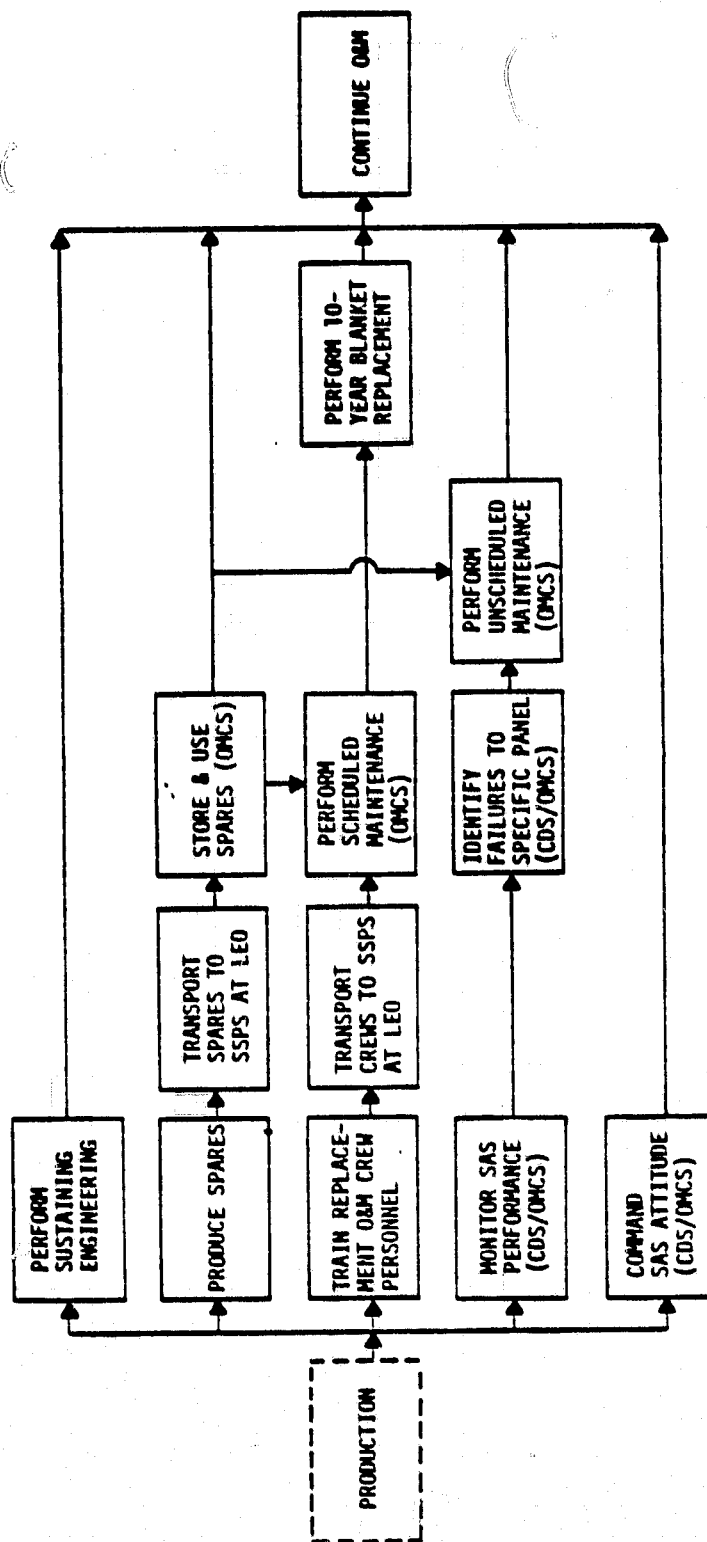 PRODUCTION
PERFORM
SUSTAINING
ENGINEERING
PRODUCE SPARES
TRANSPORT
SPARES TO
SSPS AT LEO
STORE & USE
SPARES (OMCS)
TRAIN REPLACE-
MENT O&M CREW
PERSONNEL
TRANSPORT
CREWS TO SSPS
AT LEO
PERFORM
SCHEDULED
MAINTENANCE
(OMCS)
PERFORM 10-
YEAR BLANKET
REPLACEMENT
MONITOR SAS
PERFORMANCE
(CDS/OMCS)
IDENTIFY
FAILURES TO
SPECIFIC PANEL
(CDS/OMCS)
PERFORM
UNSCHEDULED
MAINTENANCE
(OMCS)
COMMAND
SAS ATTITUDE
(CDS/OMCS)
CONTINUE O&M